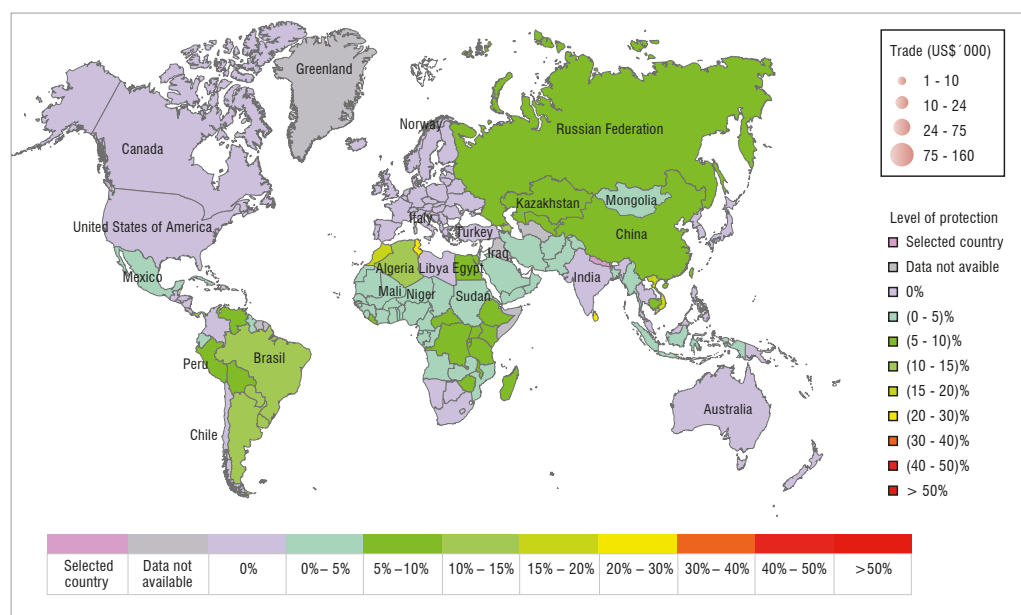 Greenland
Norway
Russian Federation
Canada
Kazakhstan
Mongolia
United States of America
Italy
Turkey
China
Iraq
Mexico
Algeria
Libya
Egypt
India
Mali
Niger
Sudan
Brasil
Peru
Australia
Chile
Trade (US$´000)
1 - 10
10 - 24
24 - 75
75 - 160
Level of protection
Selected country
Data not avaible
0%
(0 - 5)%
(5 - 10)%
(10 - 15)%
(15 - 20)%
(20 - 30)%
(30 - 40)%
(40 - 50)%
> 50%
Selected
country
Data not
available
0%
0%– 5%
5% –10%
10% – 15%
15% – 20%
20% – 30%
30% – 40%
40% – 50%
>50%